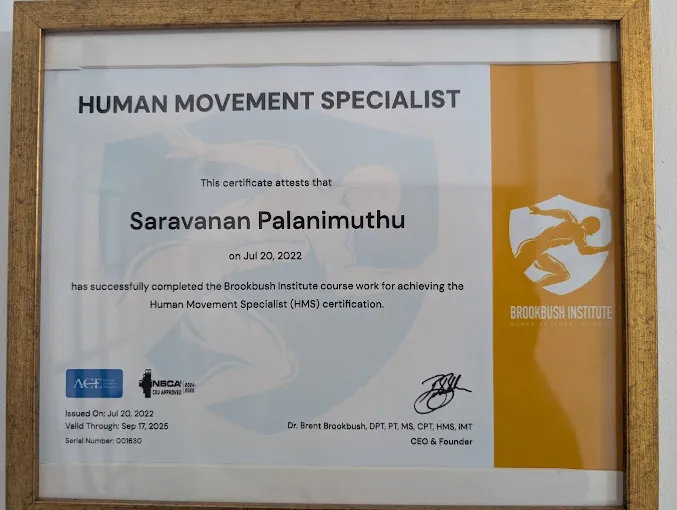 HUMAN MOVEMENT SPECIALIST
This certificate attests that
Saravanan Palanimuthu
on Jul 20, 2022
has successfully completed the Brookbush Institute course work for achieving the
Human Movement Specialist (HMS) certification.
BROOKBUSH INSTITUTE
ACE
NSCA
CEU APPROVED
Issued On: Jul 20, 2022
Valid Through: Sep 17, 2025
Serial Number: 001630
Dr. Brent Brookbush, DPT, PT, MS, CPT, HMS, IMT
CEO & Founder